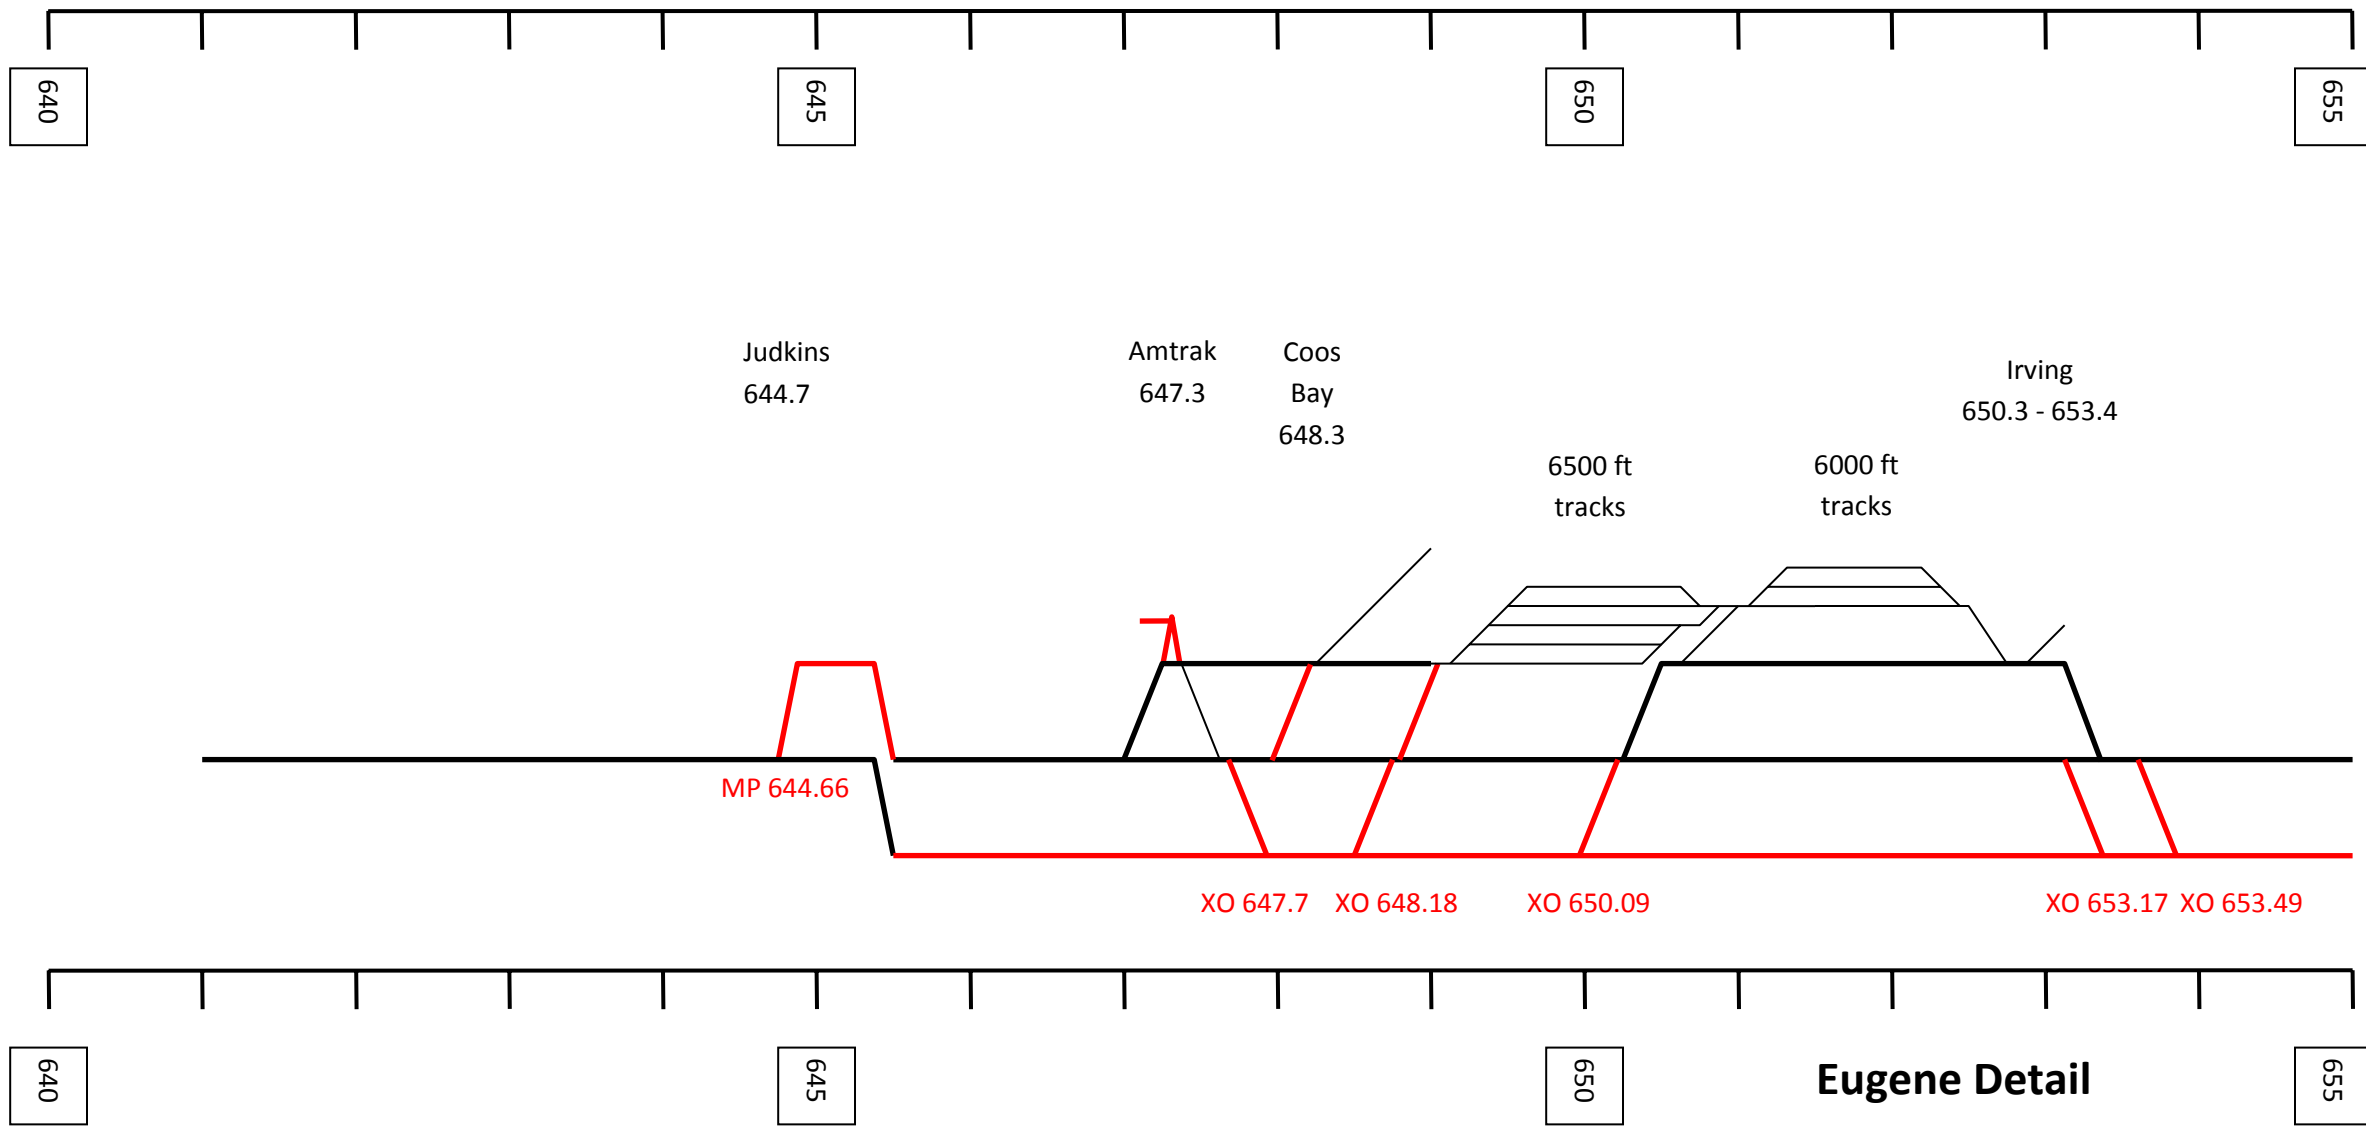 640
645
650
655
Judkins
644.7
Amtrak
647.3
Coos
Bay
648.3
Irving
650.3 - 653.4
6500 ft
tracks
6000 ft
tracks
MP 644.66
XO 647.7
XO 648.18
XO 650.09
XO 653.17
XO 653.49
640
645
650
655
Eugene Detail